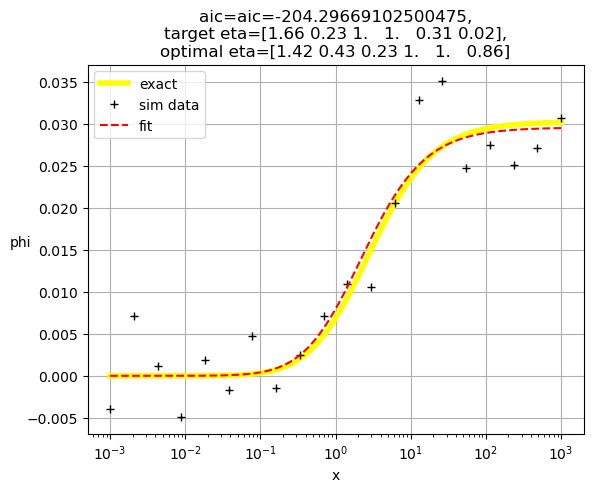 aic=aic=-204.29669102500475,
target eta=[1.66 0.23 1.   1.   0.31 0.02],
optimal eta=[1.42 0.43 0.23 1.   1.   0.86]
exact
sim data
fit
0.035
0.030
0.025
0.020
0.015
0.010
0.005
0.000
−0.005
phi
10⁻³
10⁻²
10⁻¹
10⁰
10¹
10²
10³
x